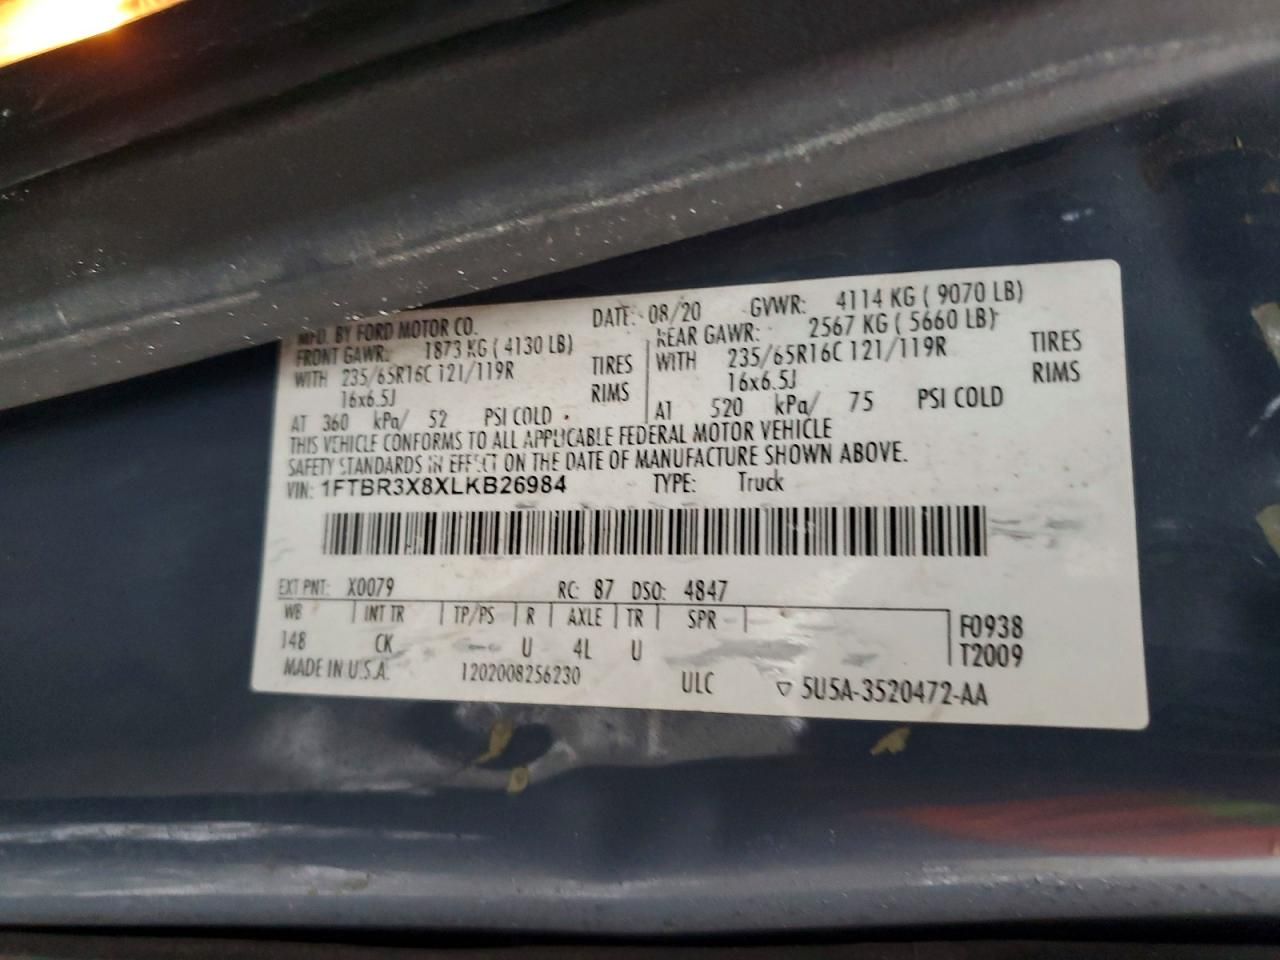 MFD. BY FORD MOTOR CO. DATE: 08/20 GVWR: 4114 KG ( 9070 LB)
FRONT GAWR: 1873 KG ( 4130 LB) REAR GAWR: 2567 KG ( 5660 LB)
WITH 235/65R16C 121/119R TIRES WITH 235/65R16C 121/119R TIRES
16x6.5J RIMS 16x6.5J RIMS
AT 360 kPa/ 52 PSI COLD AT 520 kPa/ 75 PSI COLD
THIS VEHICLE CONFORMS TO ALL APPLICABLE FEDERAL MOTOR VEHICLE
SAFETY STANDARDS IN EFFECT ON THE DATE OF MANUFACTURE SHOWN ABOVE.
VIN: 1FTBR3X8XLKB26984 TYPE: Truck
EXT PNT: X0079 RC: 87 DSO: 4847
WB INT TR TP/PS R AXLE TR SPR F0938
148 CK U 4L U T2009
MADE IN U.S.A. 1202008256230 ULC ▽ 5U5A-3520472-AA